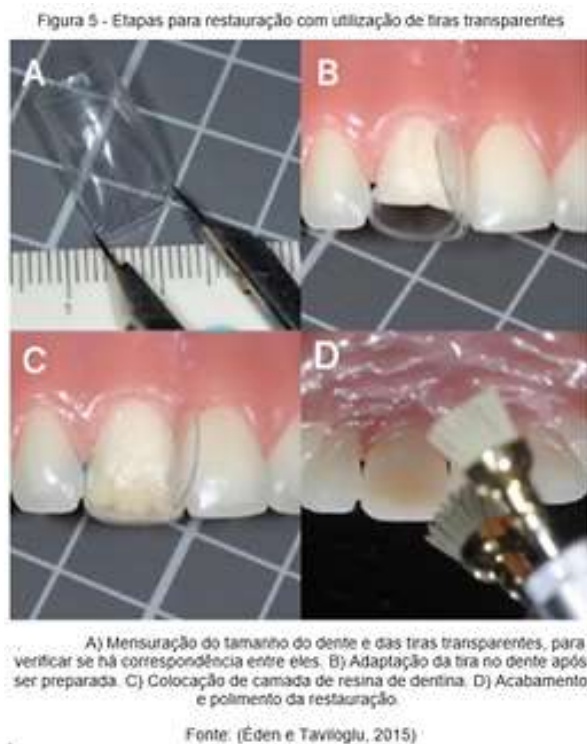 Figura 5 - Etapas para restauração com utilização de tiras transparentes
A
B
C
D
A) Mensuração do tamanho do dente e das tiras transparentes, para
verificar se há correspondência entre eles. B) Adaptação da tira no dente após
ser preparada. C) Colocação de camada de resina de dentina. D) Acabamento
e polimento da restauração.
Fonte: (Éden e Taviloglu, 2015)